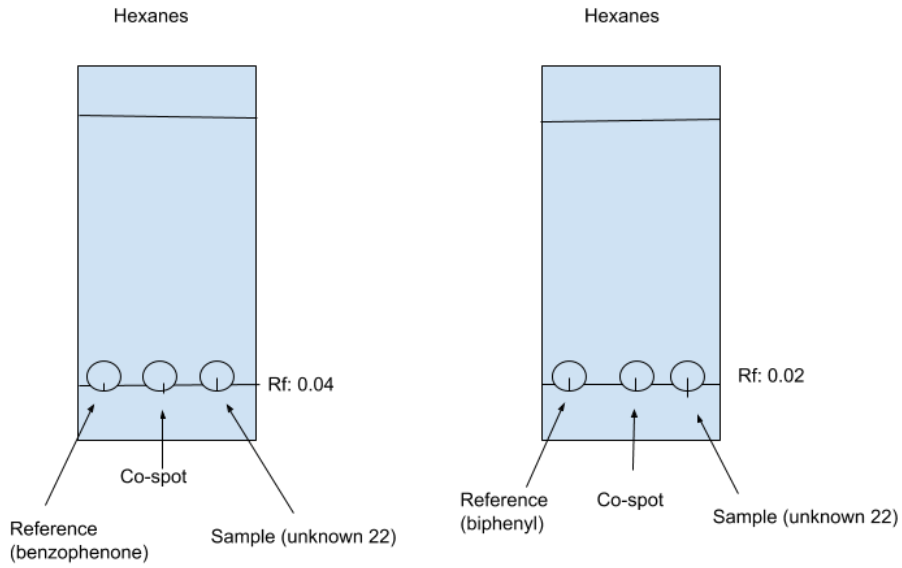 Hexanes
Rf: 0.04
Co-spot
Reference
(benzophenone)
Sample (unknown 22)
Hexanes
Rf: 0.02
Reference
(biphenyl)
Co-spot
Sample (unknown 22)